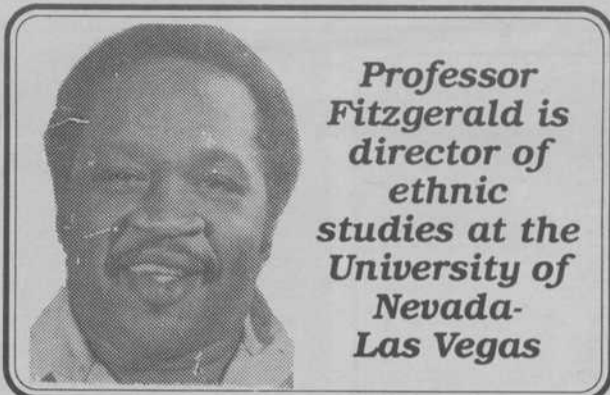 Professor
Fitzgerald is
director of
ethnic
studies at the
University of
Nevada-
Las Vegas